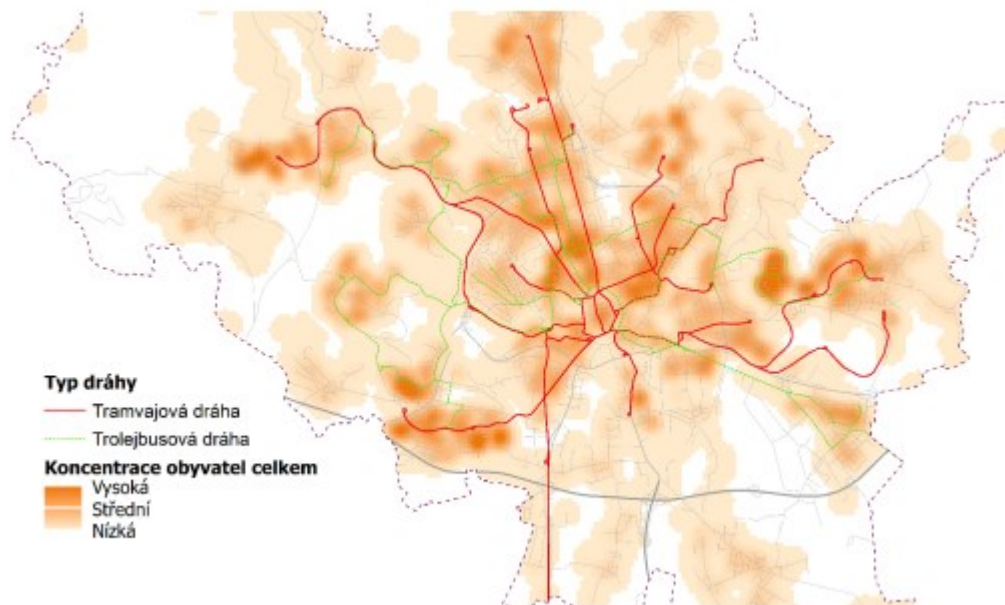 Typ dráhy
Tramvajová dráha
Trolejbusová dráha
Koncentrace obyvatel celkem
Vysoká
Střední
Nízká